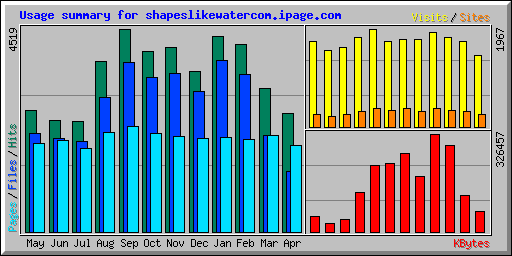 Usage summary for shapeslikewatercom.ipage.com
Visits / Sites
4519
1967
Pages / Files / Hits
326457
May Jun Jul Aug Sep Oct Nov Dec Jan Feb Mar Apr
KBytes